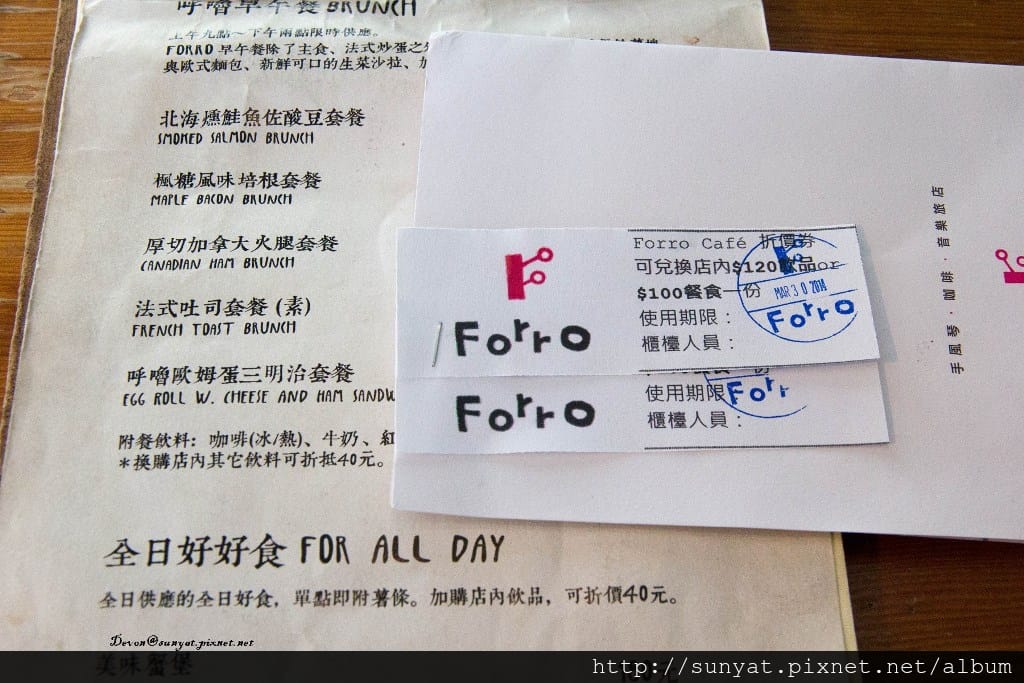 呼嚕早午餐 BRUNCH
上午九點～下午兩點限時供應。
FORRO 早午餐除了主食、法式炒蛋之
與歐式麵包、新鮮可口的生菜沙拉、
北海燻鮭魚佐酸豆套餐
SMOKED SALMON BRUNCH
楓糖風味培根套餐
MAPLE BACON BRUNCH
厚切加拿大火腿套餐
CANADIAN HAM BRUNCH
法式吐司套餐 (素)
FRENCH TOAST BRUNCH
呼嚕歐姆蛋三明治套餐
EGG ROLL W. CHEESE AND HAM SANDW
附餐飲料: 咖啡(冰/熱)、牛奶、紅
*換購店內其它飲料可折抵40元。
全日好好食 FOR ALL DAY
全日供應的全日好食，單點即附薯條。加購店內飲品，可折價40元。
美味蟹堡
Forro
Forro Café 折價券
可兌換店內$120飲品or
$100餐食一份
使用期限：
櫃檯人員：
MAR 30 2014
Forro
Forro
使用期限
櫃檯人員：
Forr
手風琴．咖啡．音樂旅店
Devon@sunyat.pixnet.net
http://sunyat.pixnet.net/album